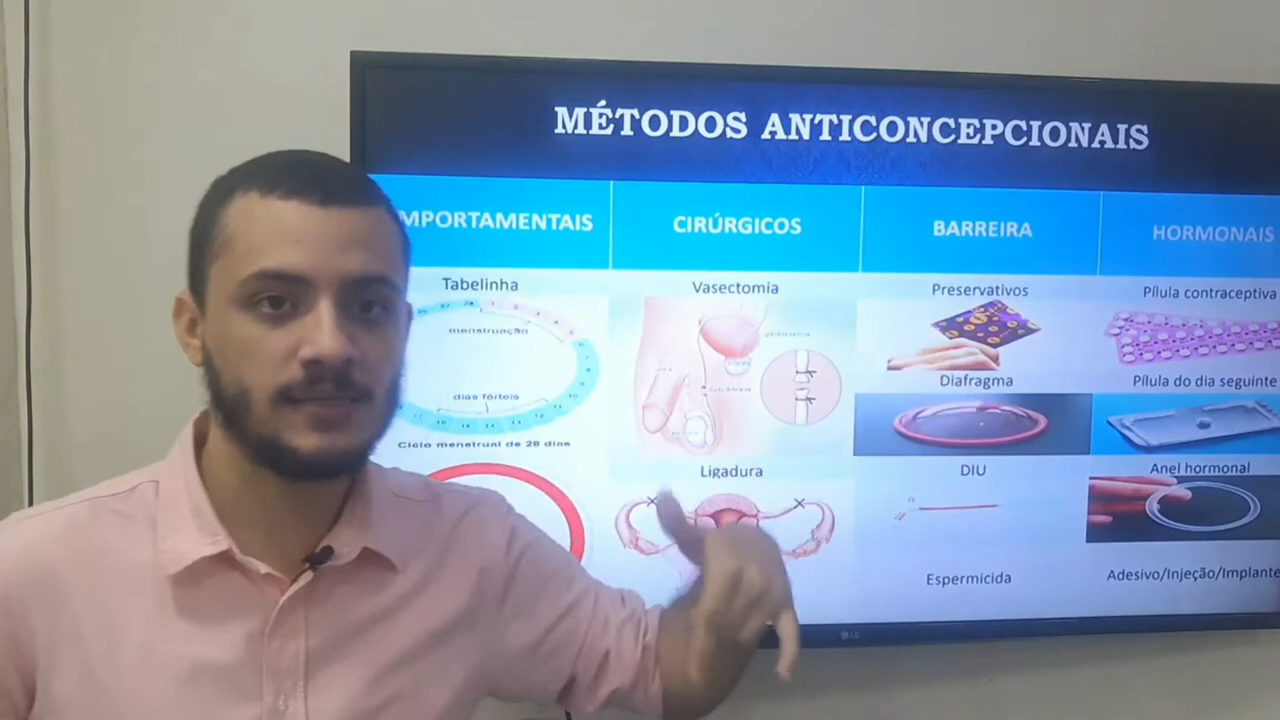 MÉTODOS ANTICONCEPCIONAIS
MPORTAMENTAIS
CIRÚRGICOS
BARREIRA
HORMONAIS
Tabelinha
menstruação
dias férteis
Ciclo menstrual de 28 dias
Vasectomia
Ligadura
Preservativos
Diafragma
DIU
Espermicida
Pílula contraceptiva
Pílula do dia seguinte
Anel hormonal
Adesivo/Injeção/Implante
LG